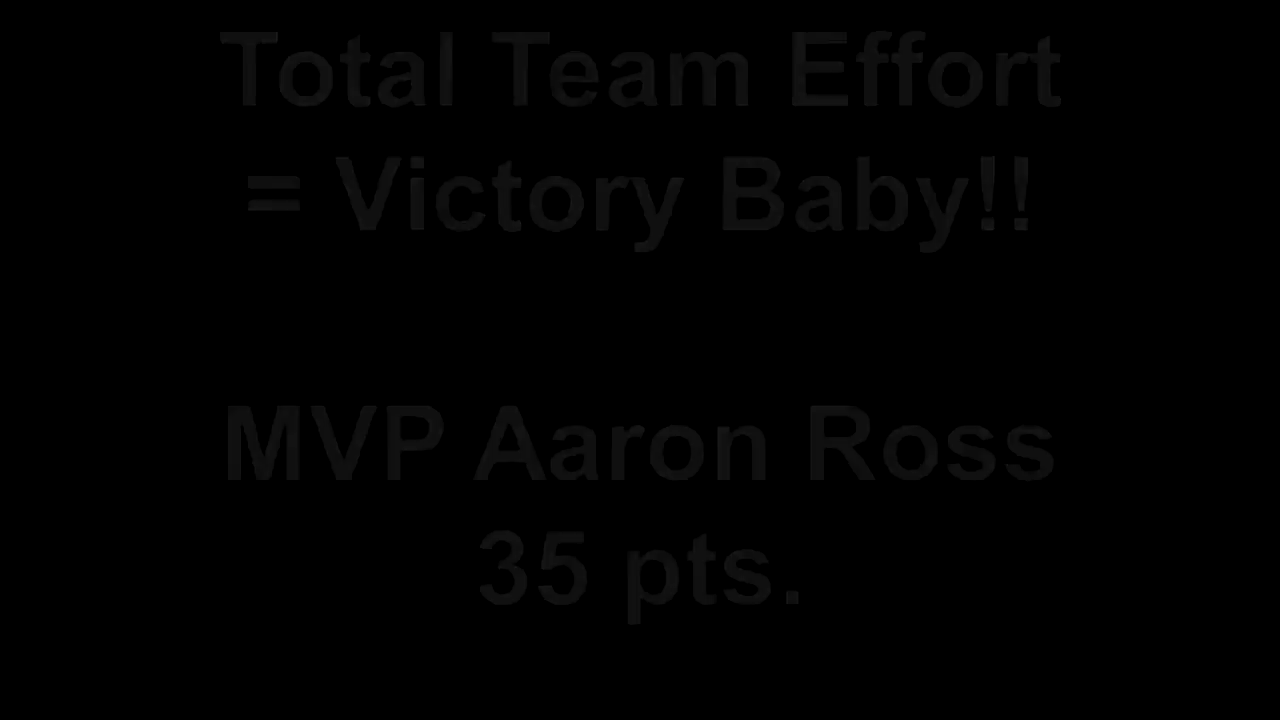 Total Team Effort
= Victory Baby!!
MVP Aaron Ross
35 pts.